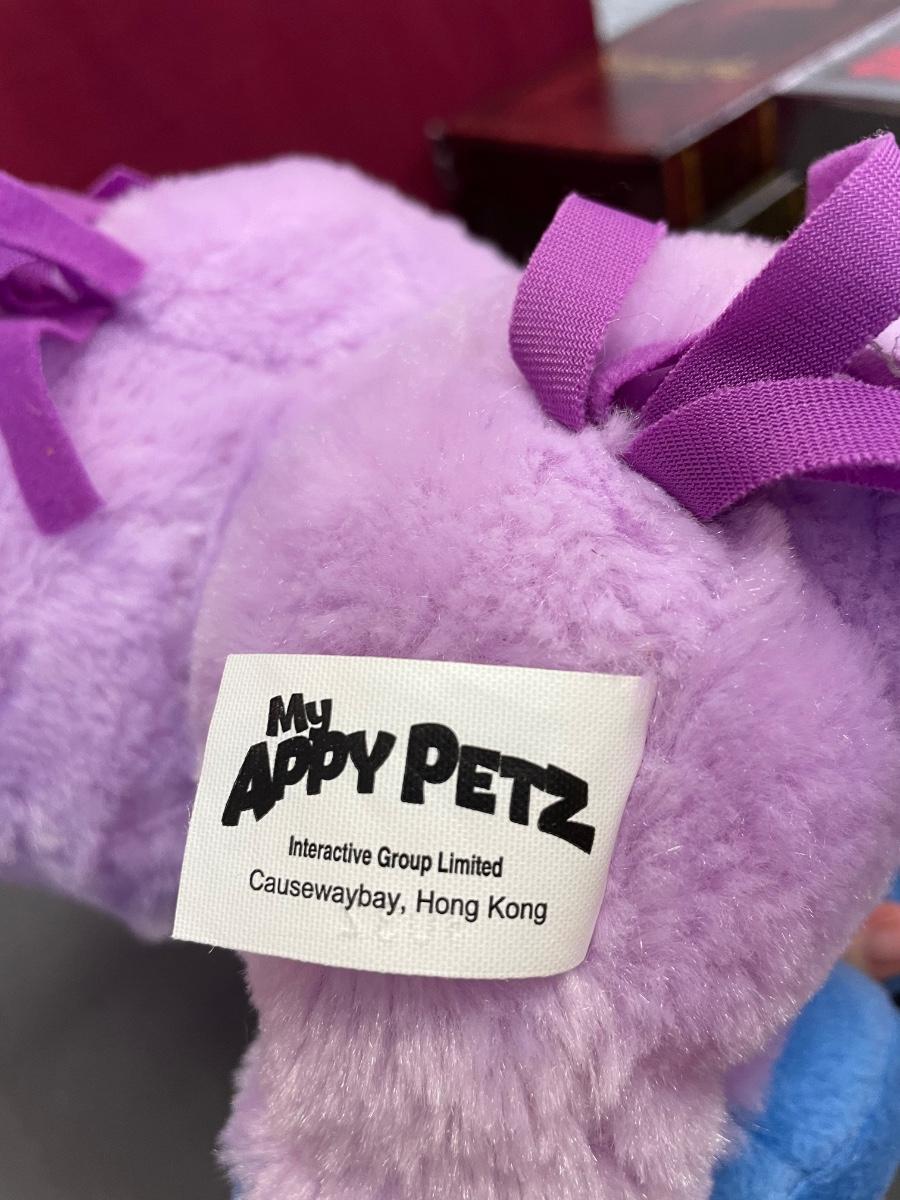 My
APPY PETZ
Interactive Group Limited
Causewaybay, Hong Kong